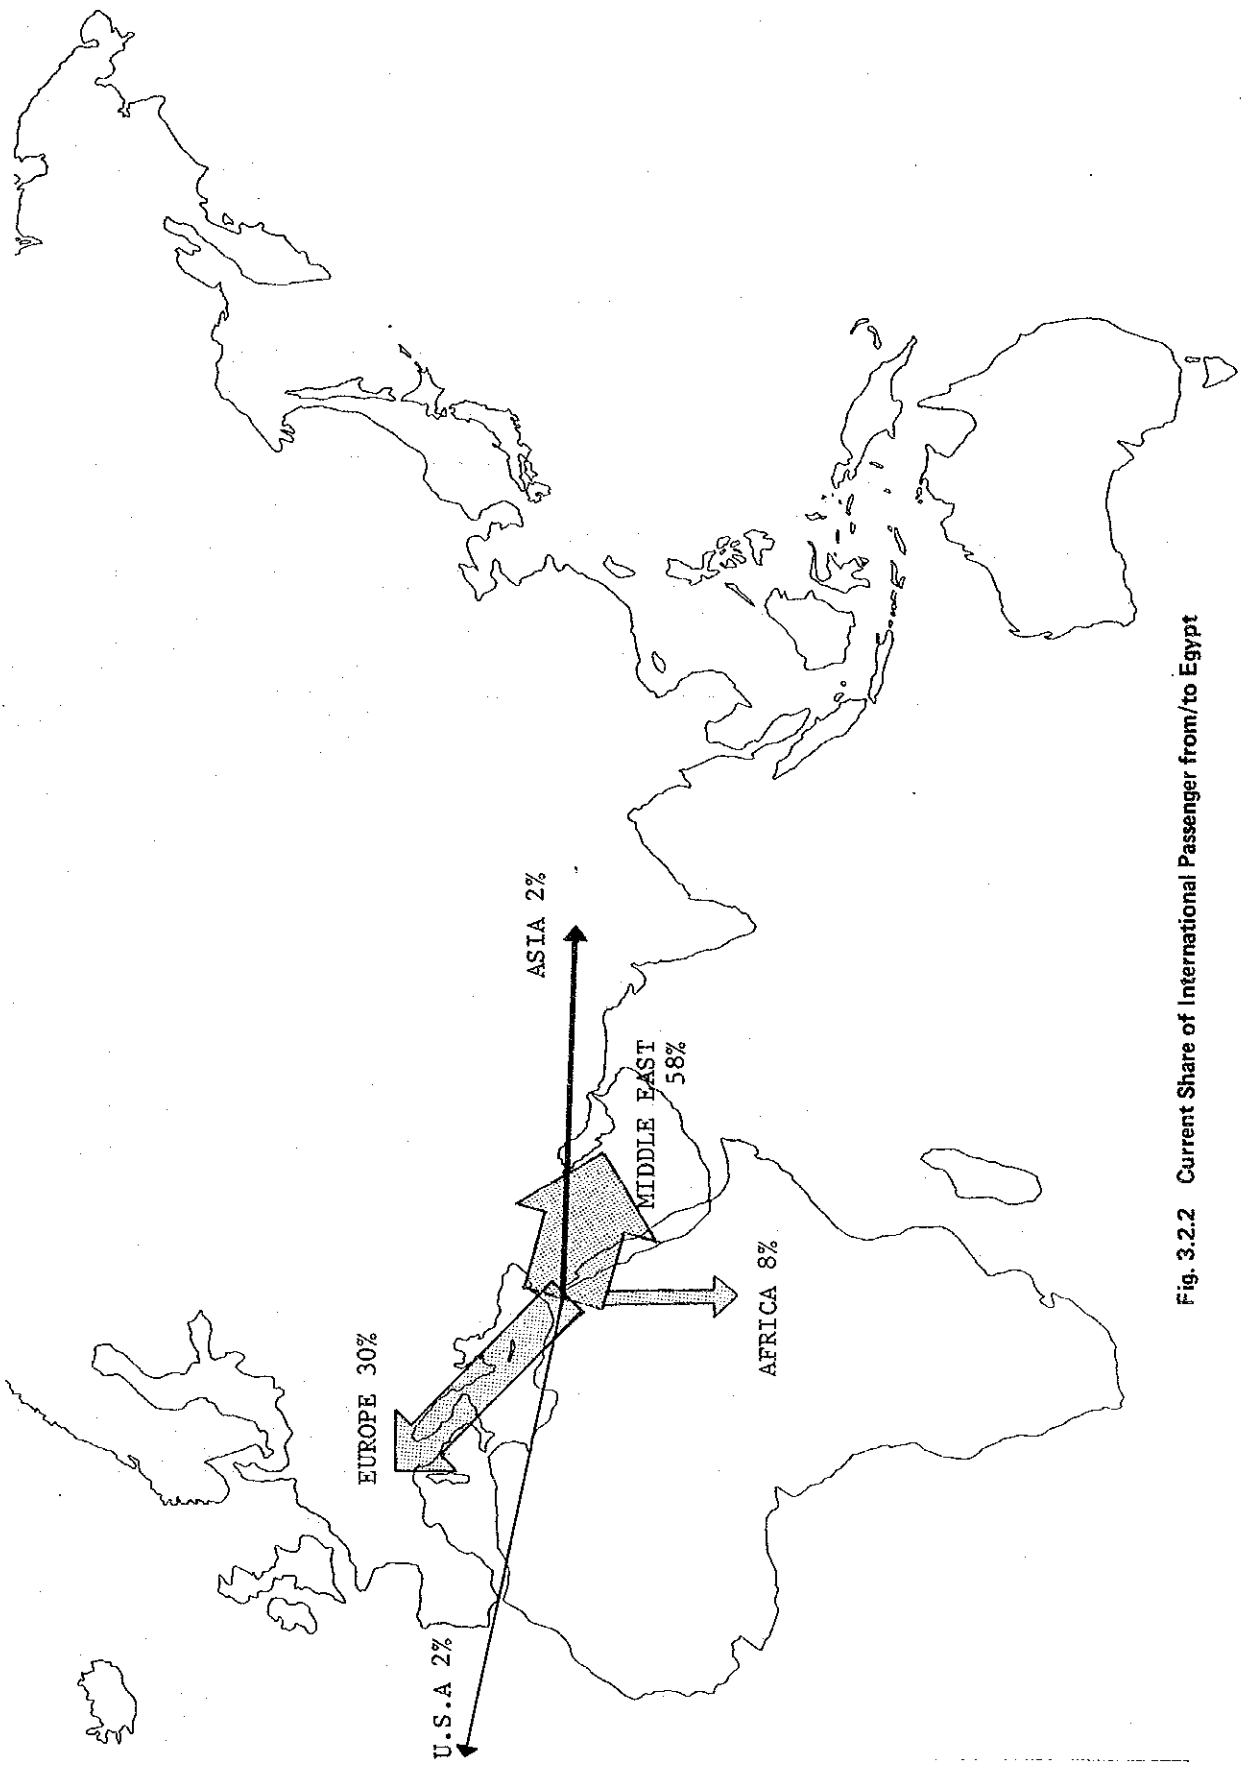 EUROPE 30%
U.S.A 2%
ASIA 2%
MIDDLE EAST
58%
AFRICA 8%
Fig. 3.2.2 Current Share of International Passenger from/to Egypt